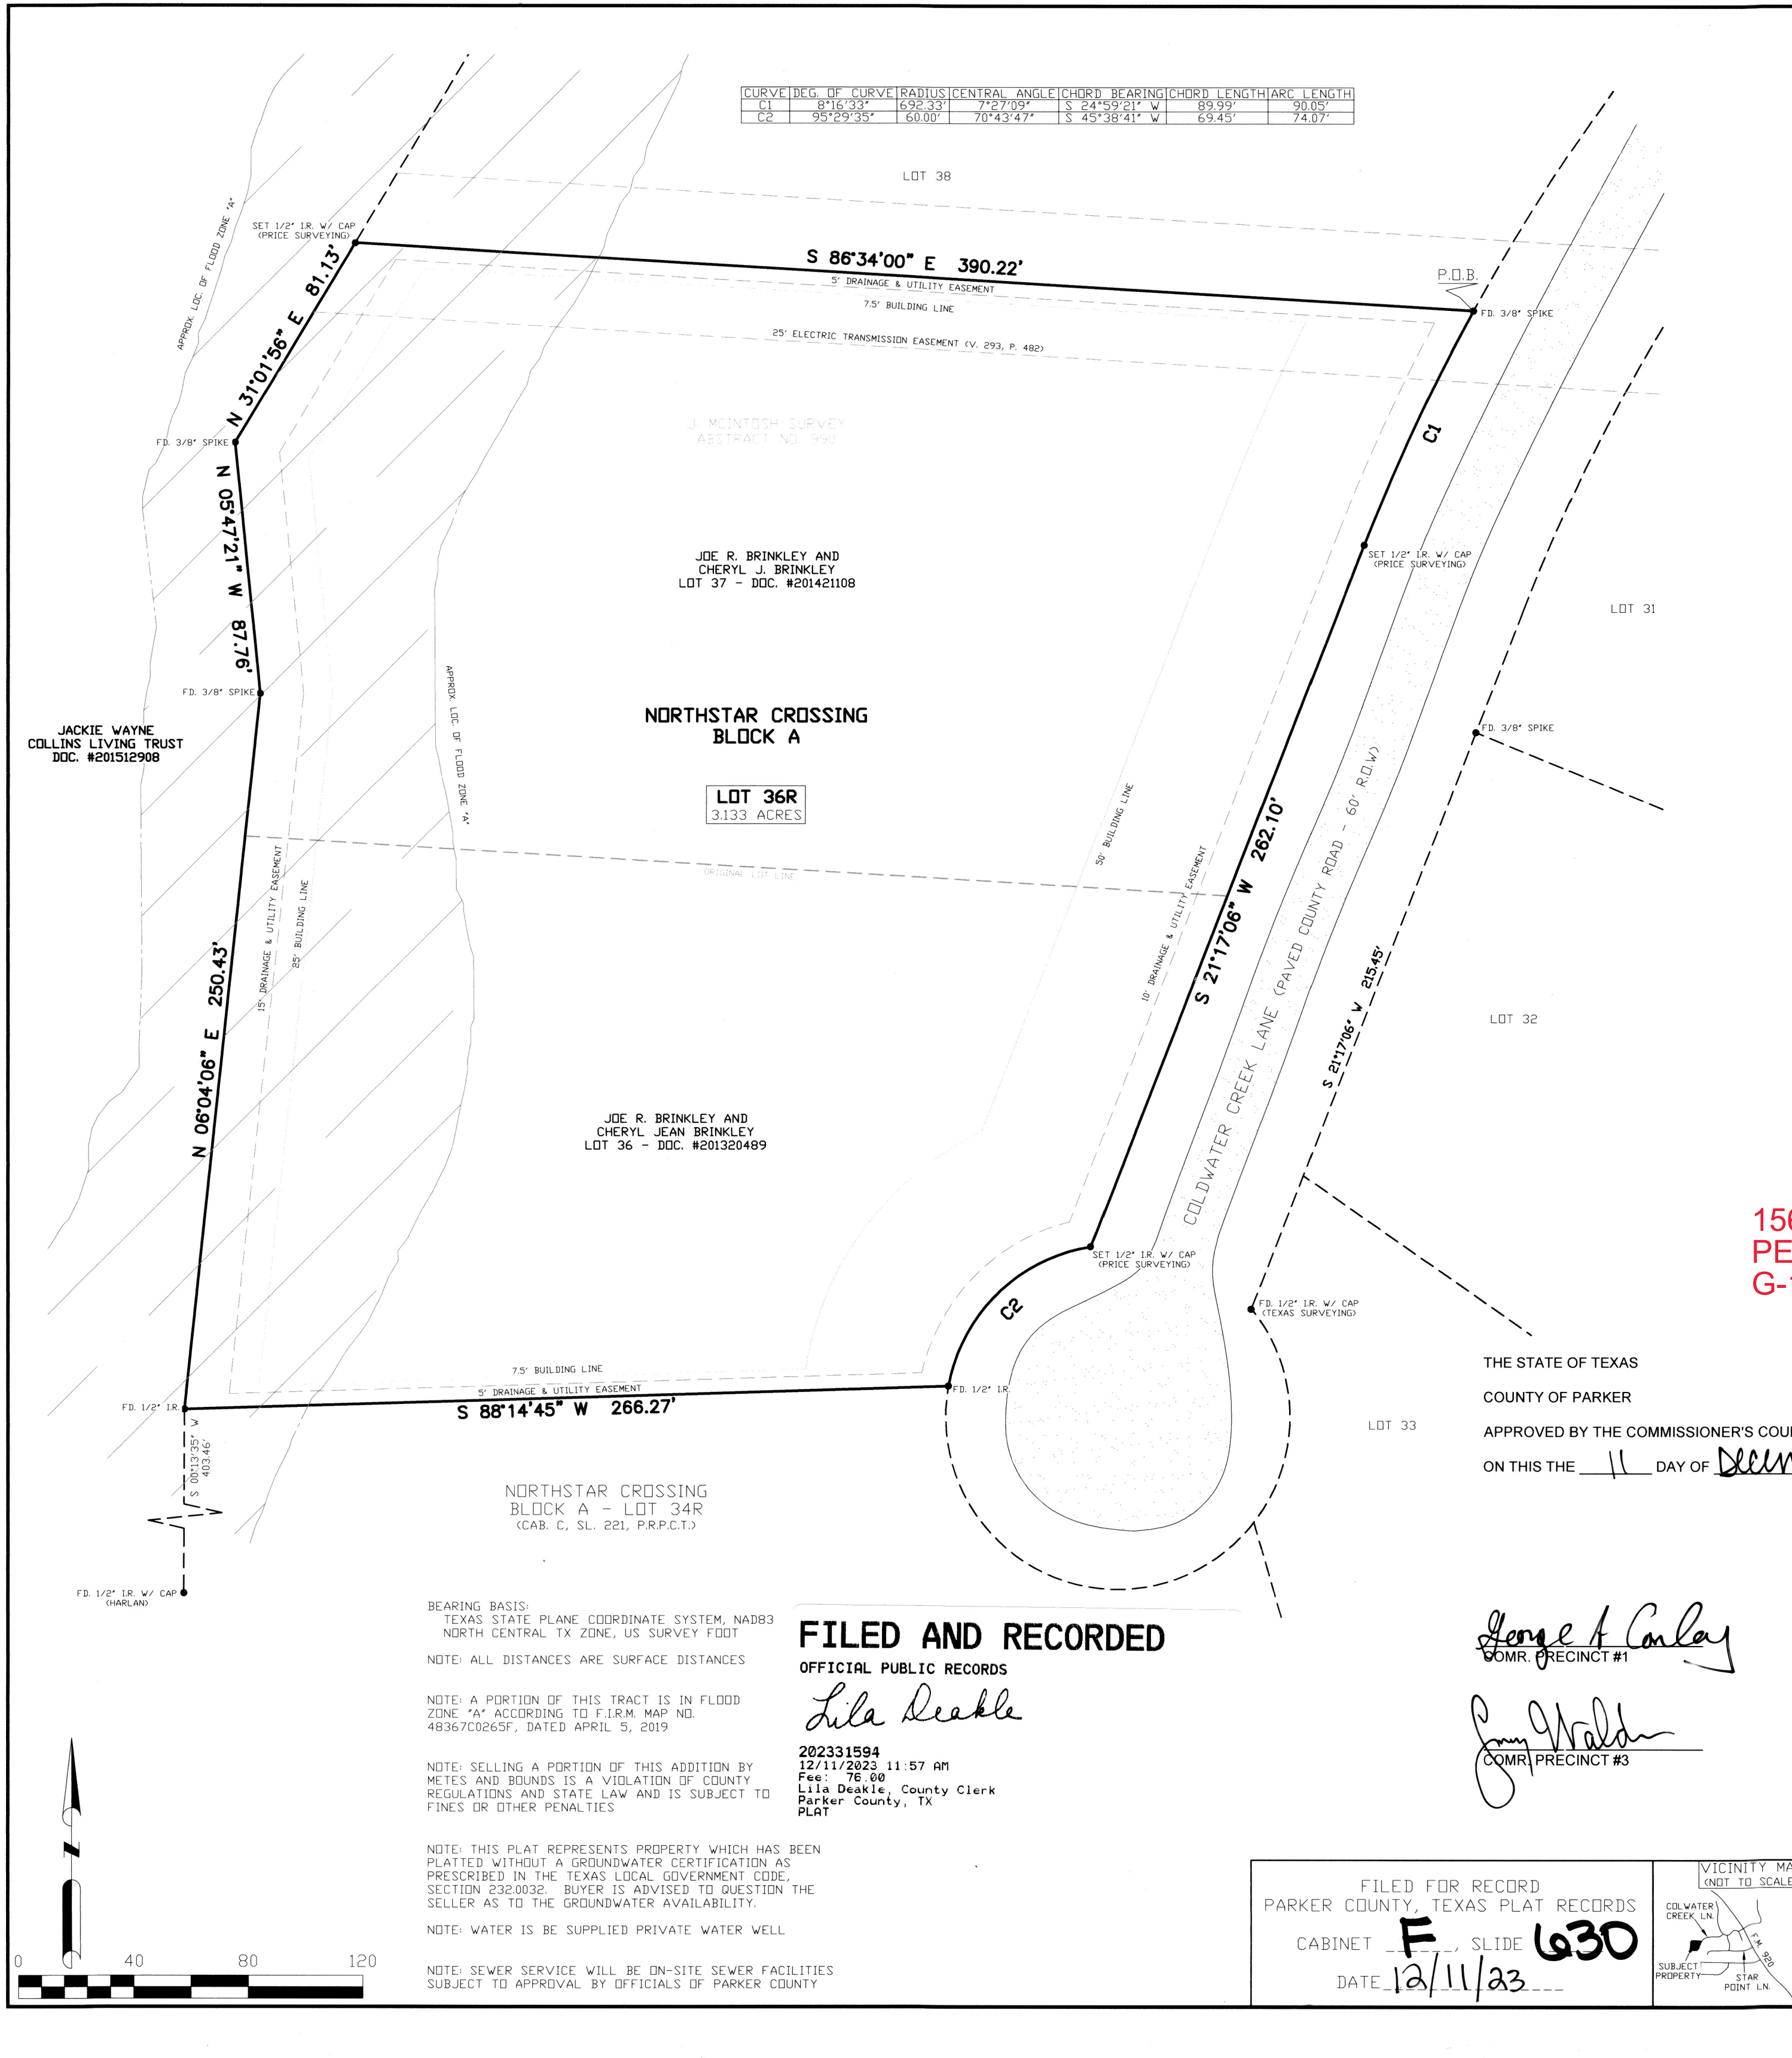 CURVE DEG. OF CURVE RADIUS CENTRAL ANGLE CHORD BEARING CHORD LENGTH ARC LENGTH
C1 8°16'33" 692.33' 7°27'09" S 24°59'21" W 89.99' 90.05'
C2 95°29'35" 60.00' 70°43'47" S 45°38'41" W 69.45' 74.07'
LOT 38
APPROX. LOC. OF FLOOD ZONE "A"
SET 1/2" I.R. W/ CAP
(PRICE SURVEYING)
N 31°01'56" E 81.13'
S 86°34'00" E 390.22'
5' DRAINAGE & UTILITY EASEMENT
7.5' BUILDING LINE
25' ELECTRIC TRANSMISSION EASEMENT (V. 293, P. 482)
P.O.B.
FD. 3/8" SPIKE
J. MCINTOSH SURVEY
ABSTRACT NO. 990
C1
FD. 3/8" SPIKE
N 05°47'21" W 87.76'
JOE R. BRINKLEY AND
CHERYL J. BRINKLEY
LOT 37 - DOC. #201421108
SET 1/2" I.R. W/ CAP
(PRICE SURVEYING)
LOT 31
FD. 3/8" SPIKE
APPROX. LOC. OF FLOOD ZONE "A"
JACKIE WAYNE
COLLINS LIVING TRUST
DOC. #201512908
NORTHSTAR CROSSING
BLOCK A
FD. 3/8" SPIKE
LOT 36R
3.133 ACRES
50' BUILDING LINE
S 21°17'06" W 262.10'
COLDWATER CREEK LANE (PAVED COUNTY ROAD - 60' R.O.W)
ORIGINAL LOT LINE
15' DRAINAGE & UTILITY EASEMENT
25' BUILDING LINE
10' DRAINAGE & UTILITY EASEMENT
S 21°17'06" W 215.45'
LOT 32
N 06°04'06" E 250.43'
JOE R. BRINKLEY AND
CHERYL JEAN BRINKLEY
LOT 36 - DOC. #201320489
156
PE
G-
SET 1/2" I.R. W/ CAP
(PRICE SURVEYING)
C2
FD. 1/2" I.R. W/ CAP
(TEXAS SURVEYING)
7.5' BUILDING LINE
5' DRAINAGE & UTILITY EASEMENT
S 88°14'45" W 266.27'
FD. 1/2" I.R.
FD. 1/2" I.R.
S 00°13'35" W
403.46'
LOT 33
THE STATE OF TEXAS
COUNTY OF PARKER
APPROVED BY THE COMMISSIONER'S COU
ON THIS THE 11 DAY OF Decem
NORTHSTAR CROSSING
BLOCK A - LOT 34R
(CAB. C, SL. 221, P.R.P.C.T.)
FD. 1/2" I.R. W/ CAP
(HARLAN)
BEARING BASIS:
TEXAS STATE PLANE COORDINATE SYSTEM, NAD83
NORTH CENTRAL TX ZONE, US SURVEY FOOT
NOTE: ALL DISTANCES ARE SURFACE DISTANCES
NOTE: A PORTION OF THIS TRACT IS IN FLOOD
ZONE "A" ACCORDING TO F.I.R.M. MAP NO.
48367C0265F, DATED APRIL 5, 2019
NOTE: SELLING A PORTION OF THIS ADDITION BY
METES AND BOUNDS IS A VIOLATION OF COUNTY
REGULATIONS AND STATE LAW AND IS SUBJECT TO
FINES OR OTHER PENALTIES
NOTE: THIS PLAT REPRESENTS PROPERTY WHICH HAS BEEN
PLATTED WITHOUT A GROUNDWATER CERTIFICATION AS
PRESCRIBED IN THE TEXAS LOCAL GOVERNMENT CODE,
SECTION 232.0032. BUYER IS ADVISED TO QUESTION THE
SELLER AS TO THE GROUNDWATER AVAILABILITY.
NOTE: WATER IS BE SUPPLIED PRIVATE WATER WELL
NOTE: SEWER SERVICE WILL BE ON-SITE SEWER FACILITIES
SUBJECT TO APPROVAL BY OFFICIALS OF PARKER COUNTY
FILED AND RECORDED
OFFICIAL PUBLIC RECORDS
Lila Deakle
202331594
12/11/2023 11:57 AM
Fee: 76.00
Lila Deakle, County Clerk
Parker County, TX
PLAT
George A Conley
COMR. PRECINCT #1
COMR. PRECINCT #3
N
0 40 80 120
FILED FOR RECORD
PARKER COUNTY, TEXAS PLAT RECORDS
CABINET F, SLIDE 630
DATE 12/11/23
VICINITY MA
(NOT TO SCALE
COLWATER
CREEK LN.
F.M. 920
SUBJECT
PROPERTY
STAR
POINT LN.